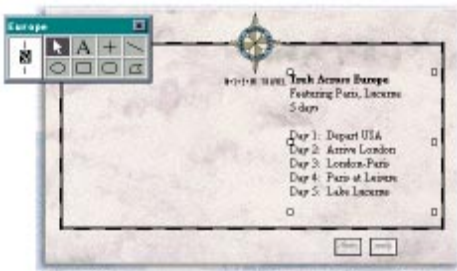 Europe
A
TRAVEL
Trek Across Europe
Featuring Paris, Lucerne
5 days
Day 1: Depart USA
Day 2: Arrive London
Day 3: London-Paris
Day 4: Paris at Leisure
Day 5: Lake Lucerne